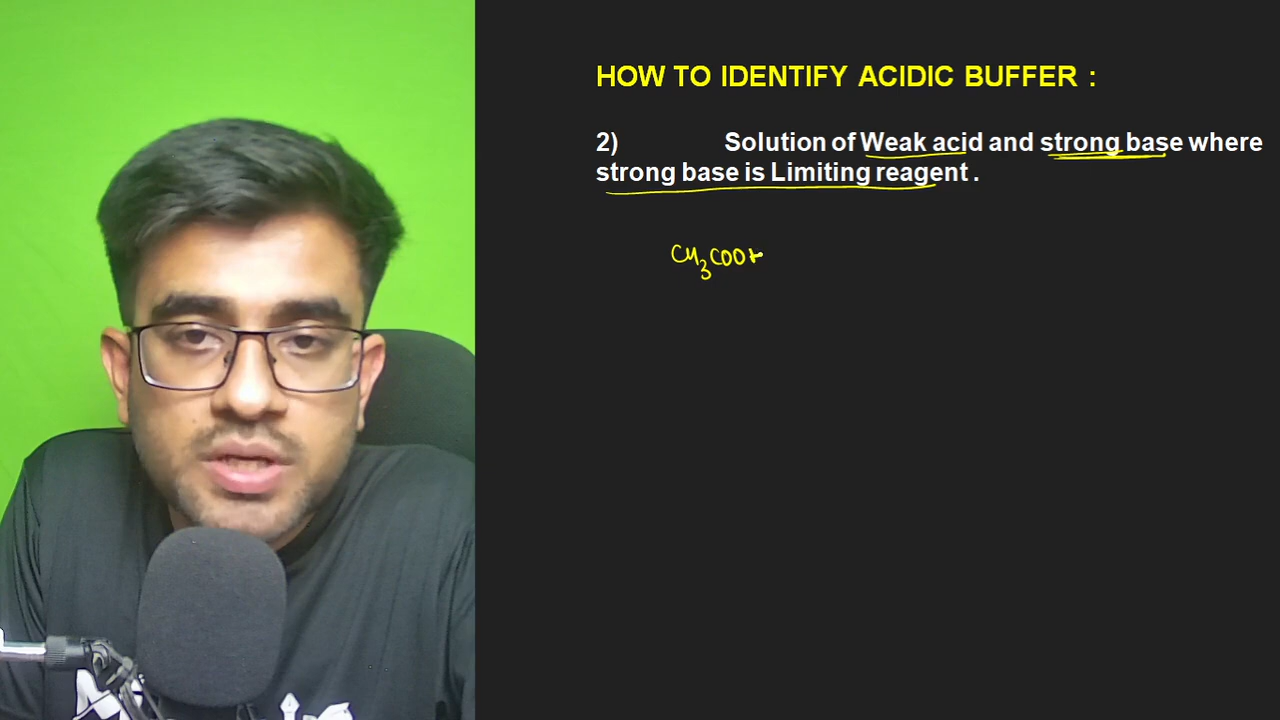 HOW TO IDENTIFY ACIDIC BUFFER :
2) Solution of Weak acid and strong base where
strong base is Limiting reagent .
CH3COO